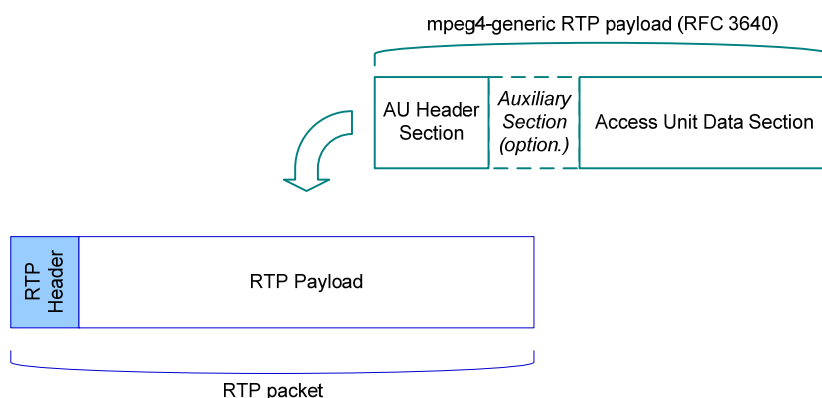 mpeg4-generic RTP payload (RFC 3640)
AU Header
Section
Auxiliary
Section
(option.)
Access Unit Data Section
RTP
Header
RTP Payload
RTP packet